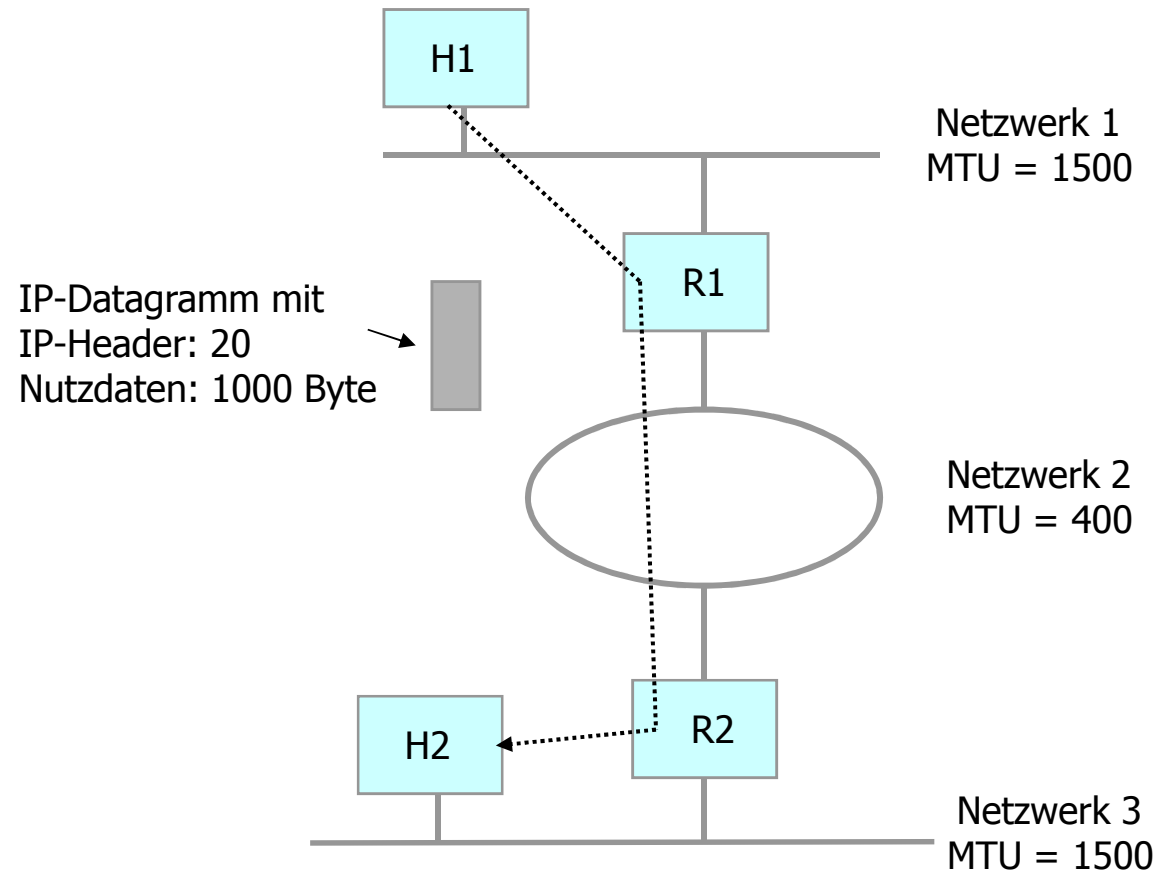 H1
Netzwerk 1
MTU = 1500
R1
IP-Datagramm mit
IP-Header: 20
Nutzdaten: 1000 Byte
Netzwerk 2
MTU = 400
R2
H2
Netzwerk 3
MTU = 1500